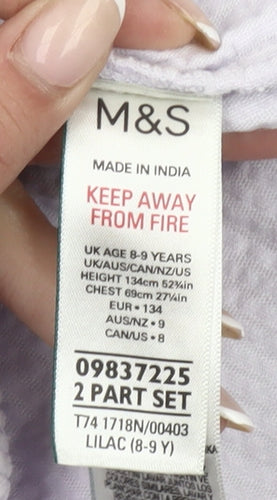 M&S
MADE IN INDIA
KEEP AWAY
FROM FIRE
UK AGE 8-9 YEARS
UK/AUS/CAN/NZ/US
HEIGHT 134cm 52¾in
CHEST 69cm 27¼in
EUR • 134
AUS/NZ • 9
CAN/US • 8
09837225
2 PART SET
T74 1718N/00403
LILAC (8-9 Y)